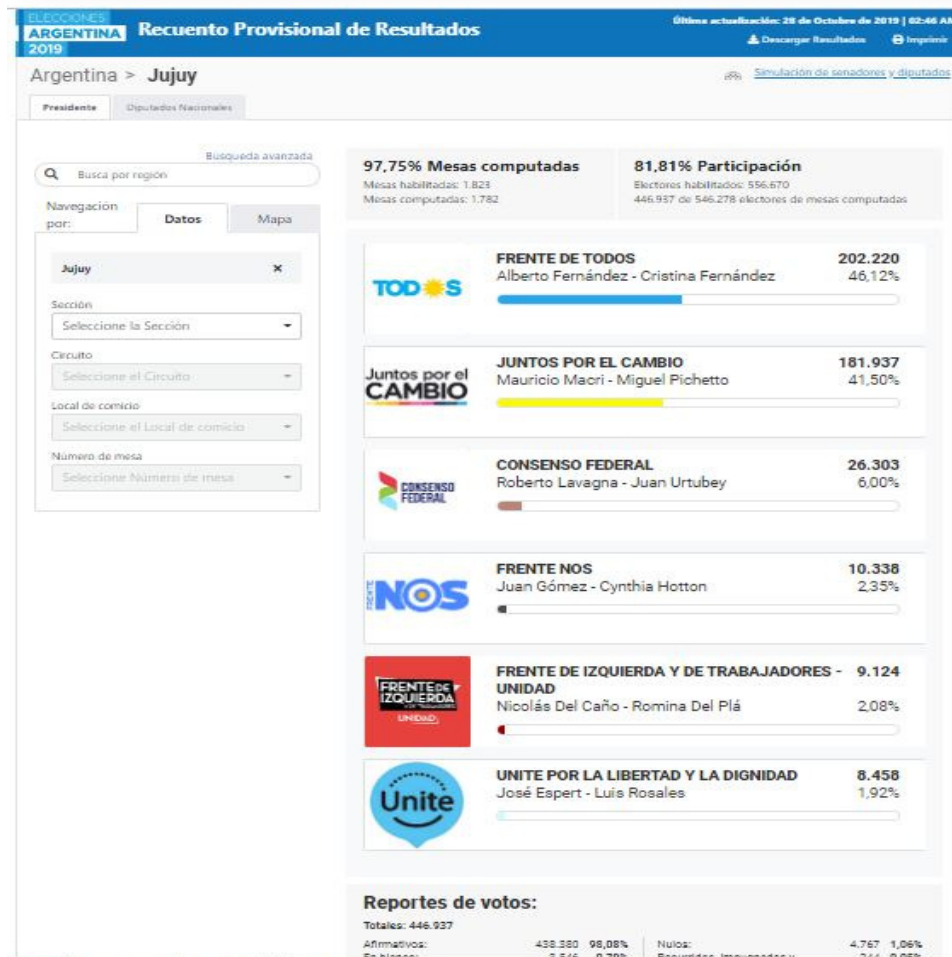 ELECCIONES
ARGENTINA
2019
Recuento Provisional de Resultados
Última actualización: 28 de Octubre de 2019 | 02:46 AM
Descargar Resultados Imprimir
Argentina > Jujuy
Simulación de senadores y diputados
Presidente Diputados Nacionales
Busqueda avanzada
Busca por región
Navegación por:
Datos Mapa
Jujuy ×
Sección
Seleccione la Sección
Circuito
Seleccione el Circuito
Local de comicio
Seleccione el Local de comicio
Número de mesa
Seleccione Número de mesa
97,75% Mesas computadas
Mesas habilitadas: 1.823
Mesas computadas: 1.782
81,81% Participación
Electores habilitados: 556.670
446.937 de 546.278 electores de mesas computadas
TODOS
FRENTE DE TODOS 202.220
Alberto Fernández - Cristina Fernández 46,12%
Juntos por el
CAMBIO
JUNTOS POR EL CAMBIO 181.937
Mauricio Macri - Miguel Pichetto 41,50%
CONSENSO
FEDERAL
CONSENSO FEDERAL 26.303
Roberto Lavagna - Juan Urtubey 6,00%
FRENTE
NOS
FRENTE NOS 10.338
Juan Gómez - Cynthia Hotton 2,35%
FRENTE DE
IZQUIERDA
UNIDAD
FRENTE DE IZQUIERDA Y DE TRABAJADORES - 9.124
UNIDAD
Nicolás Del Caño - Romina Del Plá 2,08%
Unite
UNITE POR LA LIBERTAD Y LA DIGNIDAD 8.458
José Espert - Luis Rosales 1,92%
Reportes de votos:
Totales: 446.937
Afirmativos: 438.380 98,08%
Nulos: 4.767 1,06%